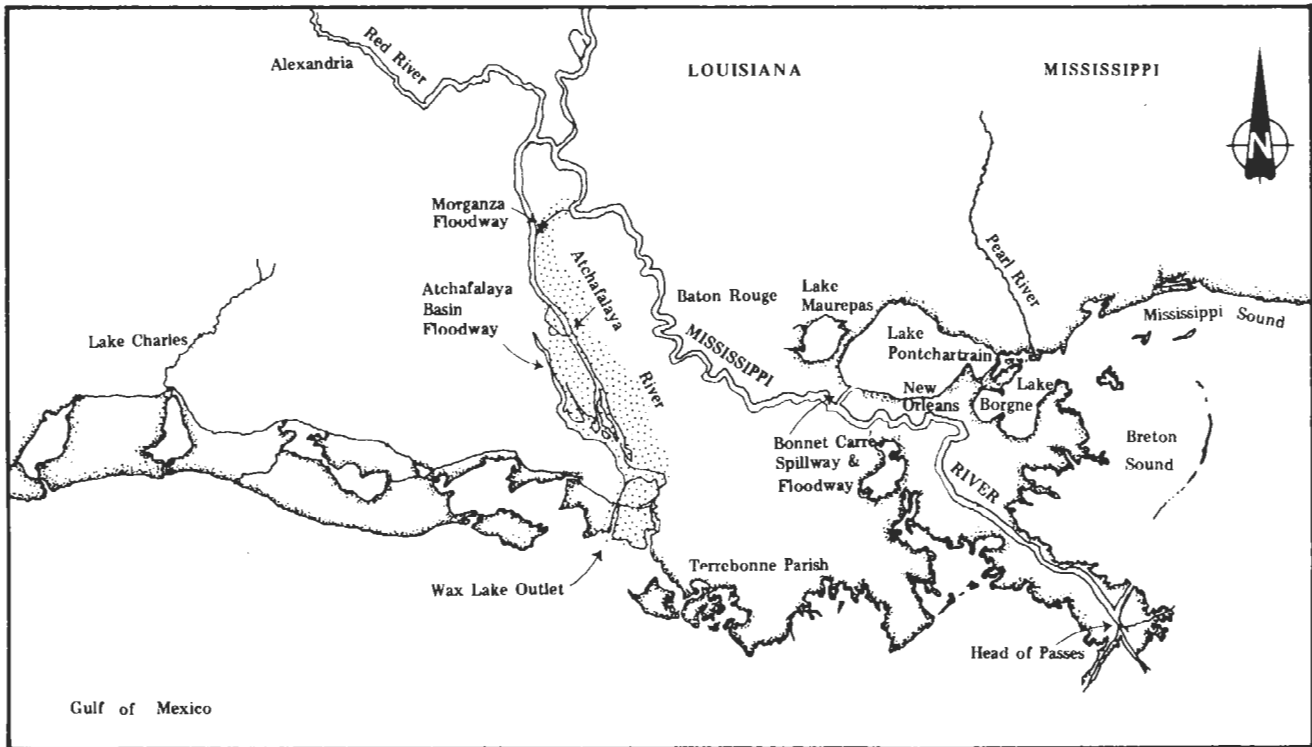 LOUISIANA
MISSISSIPPI
Red River
Alexandria
N
Morganza
Floodway
Atchafalaya
River
Atchafalaya
Basin
Floodway
Pearl River
Baton Rouge
Lake
Maurepas
Lake
Pontchartrain
Mississippi Sound
Lake Charles
MISSISSIPPI
RIVER
New
Orleans
Lake
Borgne
Bonnet Carre
Spillway &
Floodway
Breton
Sound
Wax Lake Outlet
Terrebonne Parish
Head of Passes
Gulf of Mexico